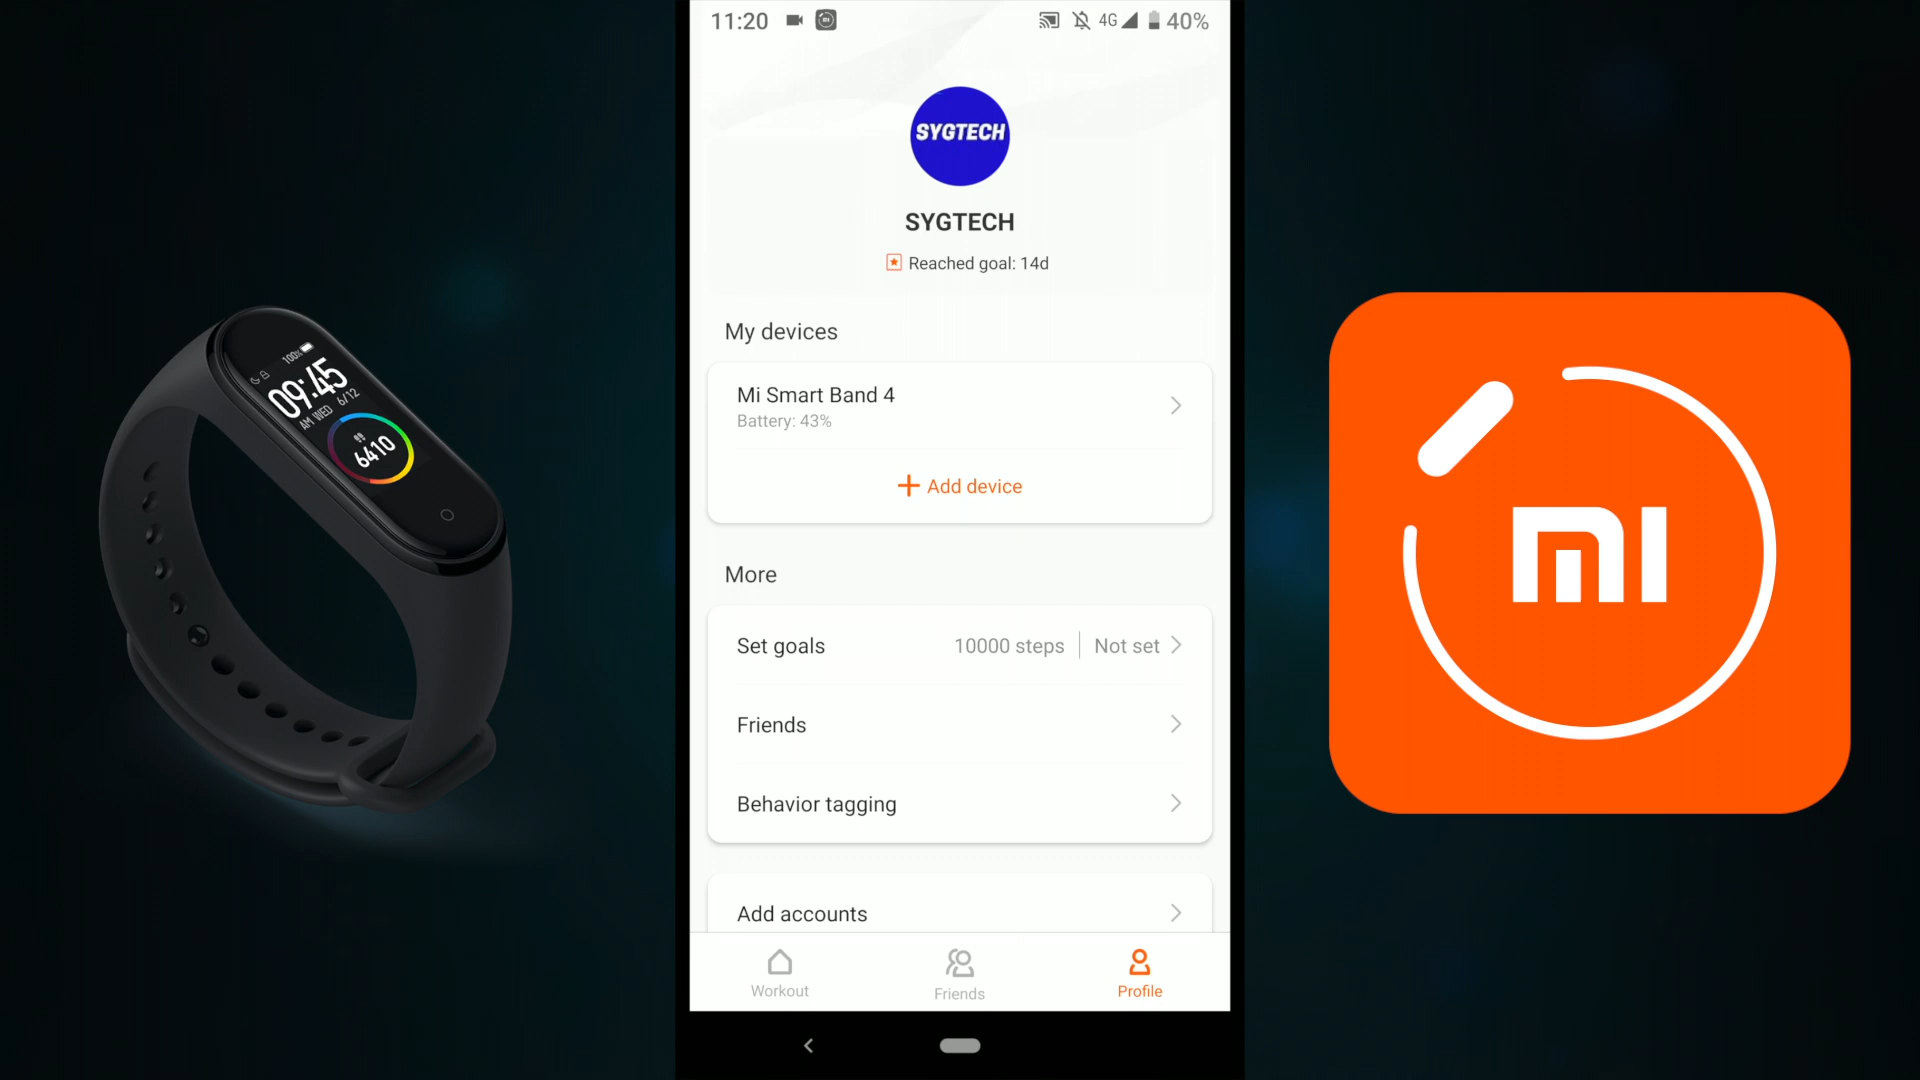 11:20
4G 40%
SYGTECH
SYGTECH
Reached goal: 14d
My devices
Mi Smart Band 4
Battery: 43%
Add device
More
Set goals 10000 steps Not set
Friends
Behavior tagging
Add accounts
Workout Friends Profile
100%
09:45
AM WED 6/12
6410
MI